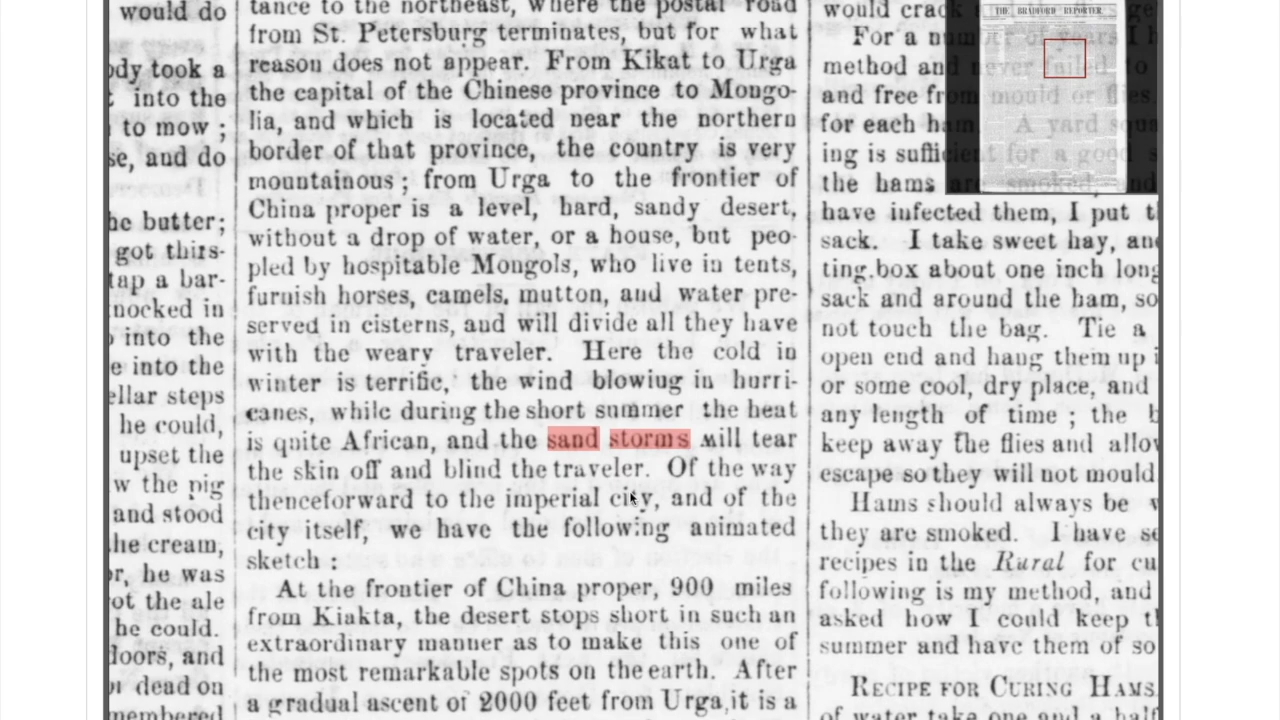 would do
ody took a
into the
to mow ;
se, and do
he butter;
got thirs-
tap a bar-
nocked in
into the
e into the
ellar steps
he could,
upset the
w the pig
and stood
the cream,
or, he was
ot the ale
he could.
doors, and
dead on
membered
tance to the northeast, where the postal road
from St. Petersburg terminates, but for what
reason does not appear. From Kikat to Urga
the capital of the Chinese province to Mongo-
lia, and which is located near the northern
border of that province, the country is very
mountainous ; from Urga to the frontier of
China proper is a level, hard, sandy desert,
without a drop of water, or a house, but peo-
pled by hospitable Mongols, who live in tents,
furnish horses, camels, mutton, and water pre-
served in cisterns, and will divide all they have
with the weary traveler. Here the cold in
winter is terrific, the wind blowing in hurri-
canes, while during the short summer the heat
is quite African, and the sand storms will tear
the skin off and blind the traveler. Of the way
thenceforward to the imperial city, and of the
city itself, we have the following animated
sketch :
At the frontier of China proper, 900 miles
from Kiakta, the desert stops short in such an
extraordinary manner as to make this one of
the most remarkable spots on the earth. After
a gradual ascent of 2000 feet from Urga, it is a
would crack
For a number of years I h
method and never failed to
and free from mould or flies
for each ham. A yard squa
ing is sufficient for a good s
the hams are smoked, and
have infected them, I put t
sack. I take sweet hay, an
ting box about one inch long
sack and around the ham, so
not touch the bag. Tie a
open end and hang them up i
or some cool, dry place, and
any length of time ; the b
keep away the flies and allow
escape so they will not mould
Hams should always be w
they are smoked. I have se
recipes in the Rural for cu
following is my method, and
asked how I could keep t
summer and have them of so
RECIPE FOR CURING HAMS.
of water take one and a half
THE BRADFORD REPORTER.